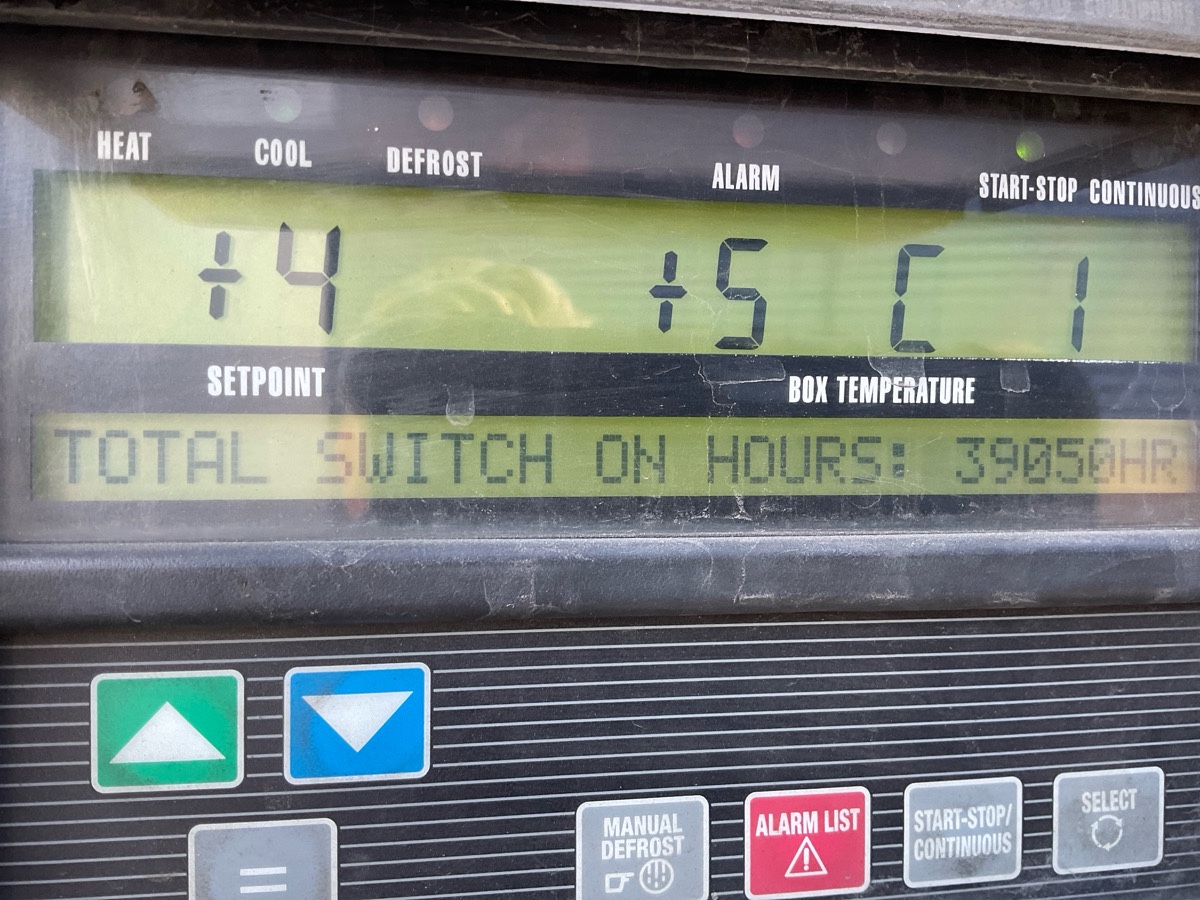 HEAT COOL DEFROST ALARM START-STOP CONTINUOUS
+4 +5 C 1
SETPOINT BOX TEMPERATURE
TOTAL SWITCH ON HOURS: 39050HR
MANUAL DEFROST
ALARM LIST
START-STOP/
CONTINUOUS
SELECT
=